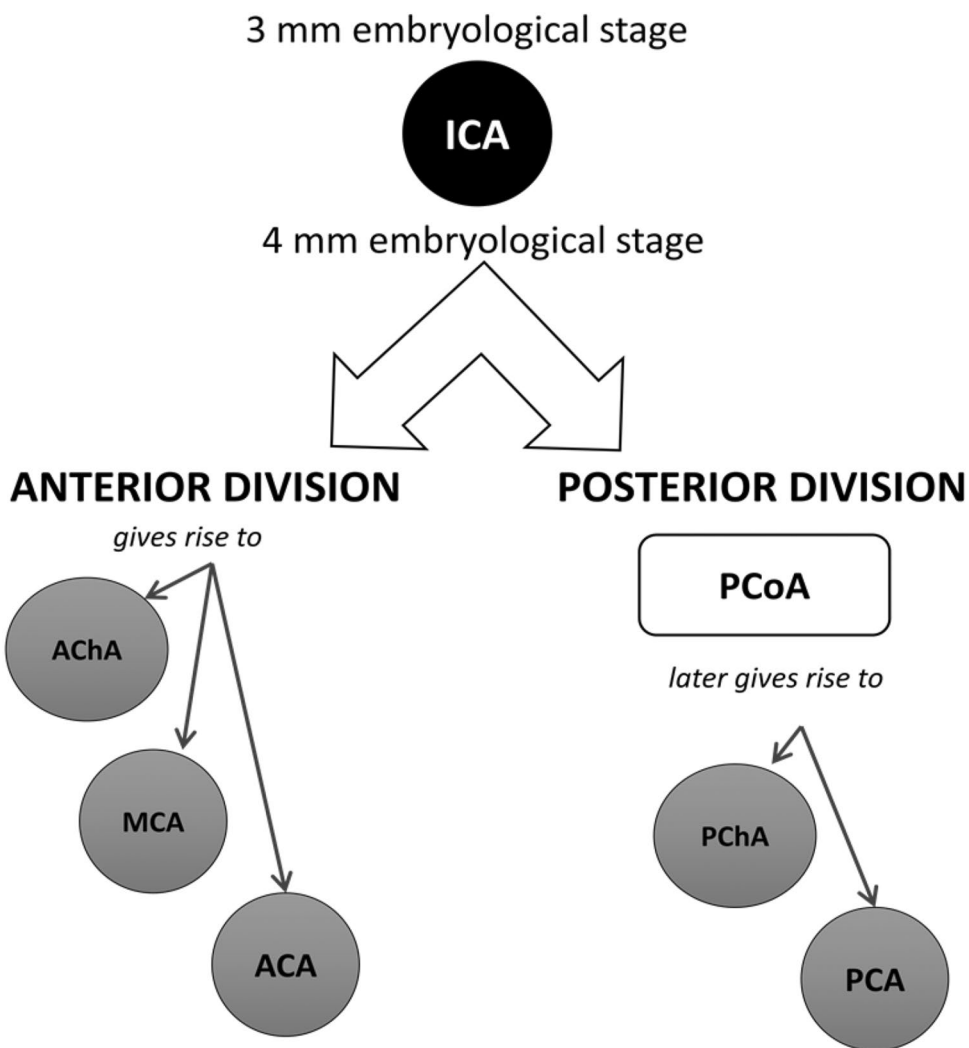 3 mm embryological stage
ICA
4 mm embryological stage
ANTERIOR DIVISION
gives rise to
AChA
MCA
ACA
POSTERIOR DIVISION
PCoA
later gives rise to
PChA
PCA